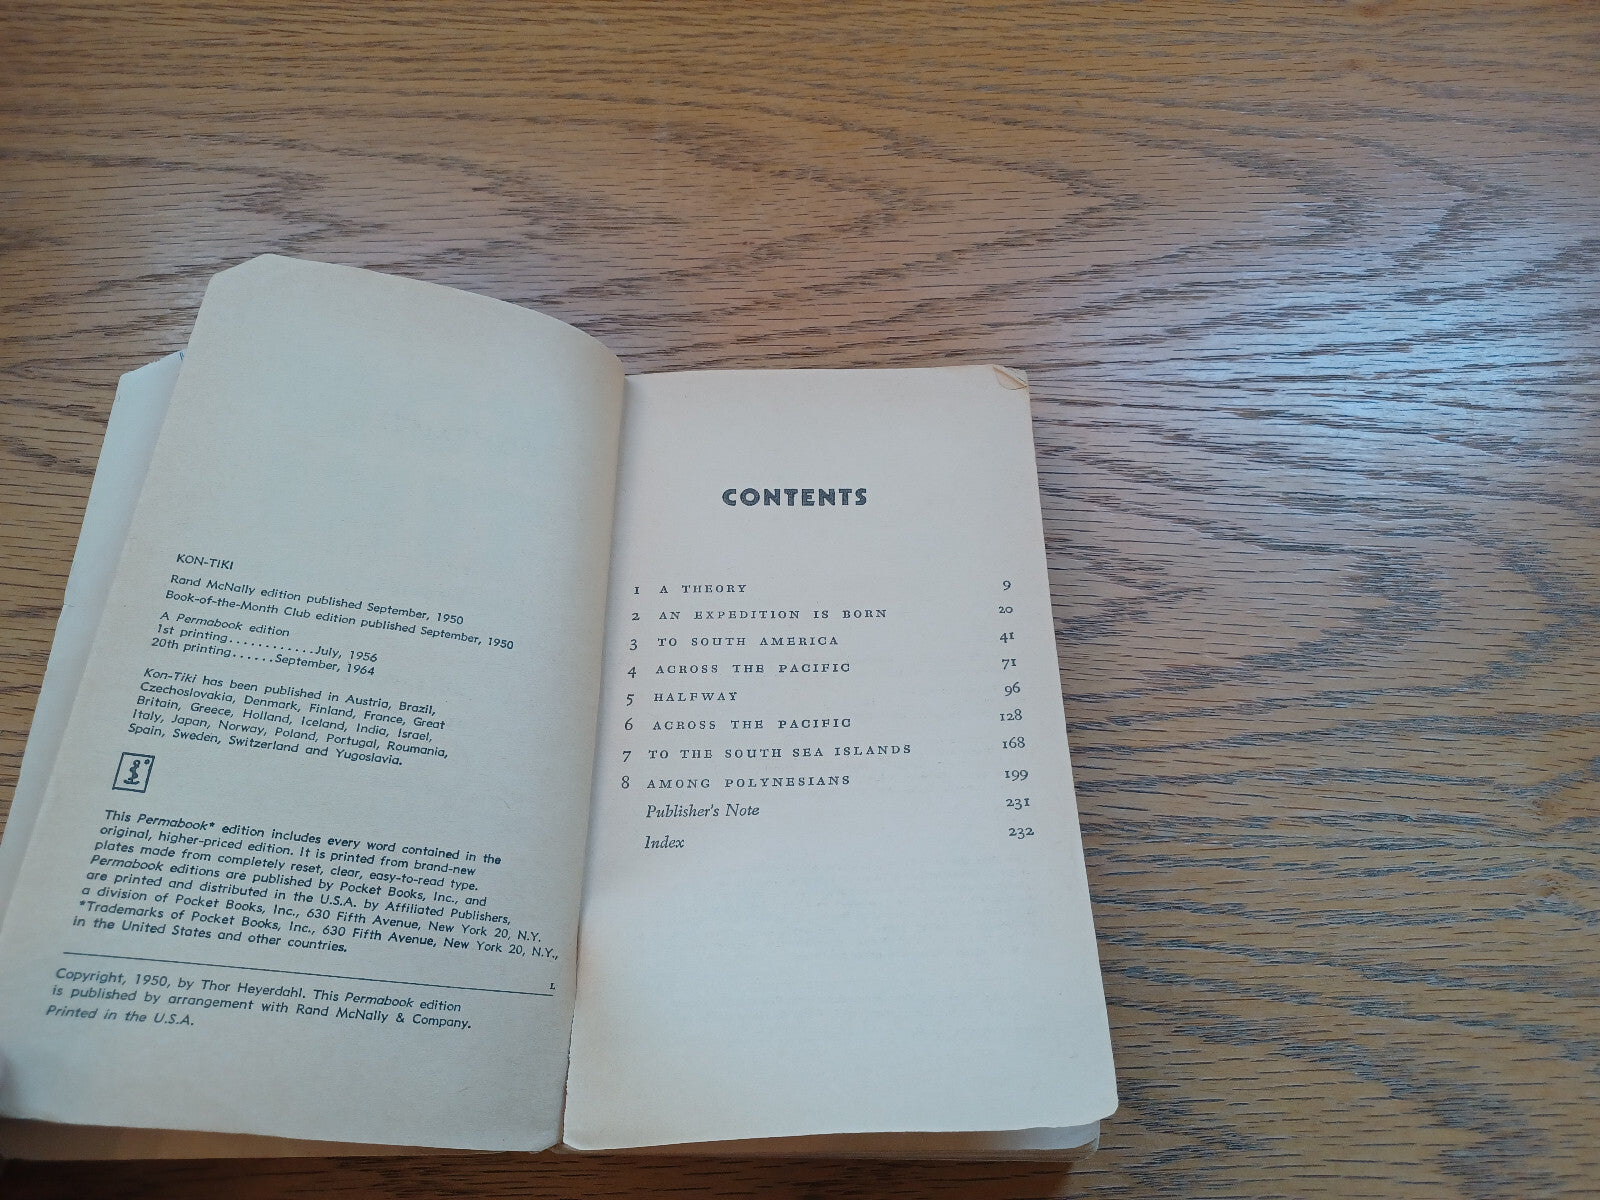 KON-TIKI
Rand McNally edition published September, 1950
Book-of-the-Month Club edition published September, 1950
A Permabook edition
1st printing............July, 1956
20th printing......September, 1964
Kon-Tiki has been published in Austria, Brazil,
Czechoslovakia, Denmark, Finland, France, Great
Britain, Greece, Holland, Iceland, India, Israel,
Italy, Japan, Norway, Poland, Portugal, Roumania,
Spain, Sweden, Switzerland and Yugoslavia.
This Permabook* edition includes every word contained in the
original, higher-priced edition. It is printed from brand-new
plates made from completely reset, clear, easy-to-read type.
Permabook editions are published by Pocket Books, Inc., and
are printed and distributed in the U.S.A. by Affiliated Publishers,
a division of Pocket Books, Inc., 630 Fifth Avenue, New York 20, N.Y.
*Trademarks of Pocket Books, Inc., 630 Fifth Avenue, New York 20, N.Y.,
in the United States and other countries.
L
Copyright, 1950, by Thor Heyerdahl. This Permabook edition
is published by arrangement with Rand McNally & Company.
Printed in the U.S.A.
CONTENTS
1 A THEORY 9
2 AN EXPEDITION IS BORN 20
3 TO SOUTH AMERICA 41
4 ACROSS THE PACIFIC 71
5 HALFWAY 96
6 ACROSS THE PACIFIC 128
7 TO THE SOUTH SEA ISLANDS 168
8 AMONG POLYNESIANS 199
Publisher's Note 231
Index 232